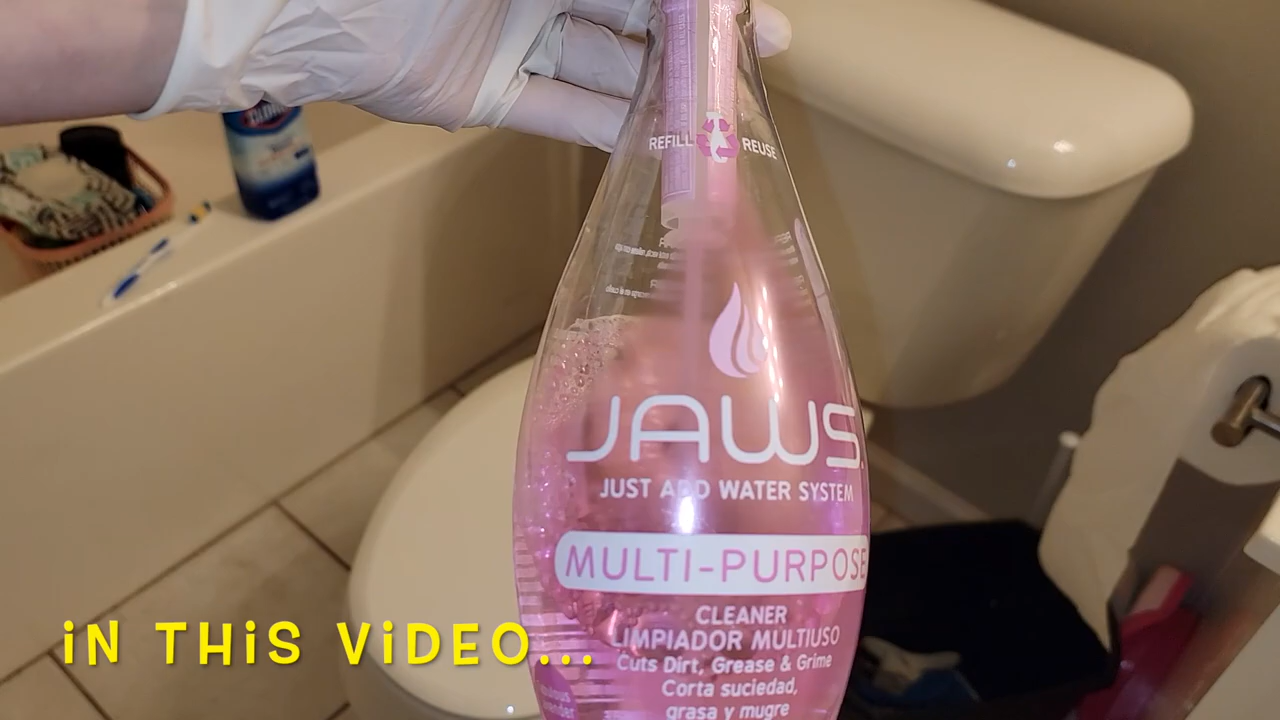 CLOROX
REFILL REUSE
JAWS
JUST ADD WATER SYSTEM
MULTI-PURPOSE
CLEANER
LIMPIADOR MULTIUSO
Cuts Dirt, Grease & Grime
Corta suciedad,
grasa y mugre
iN THiS ViDEO...